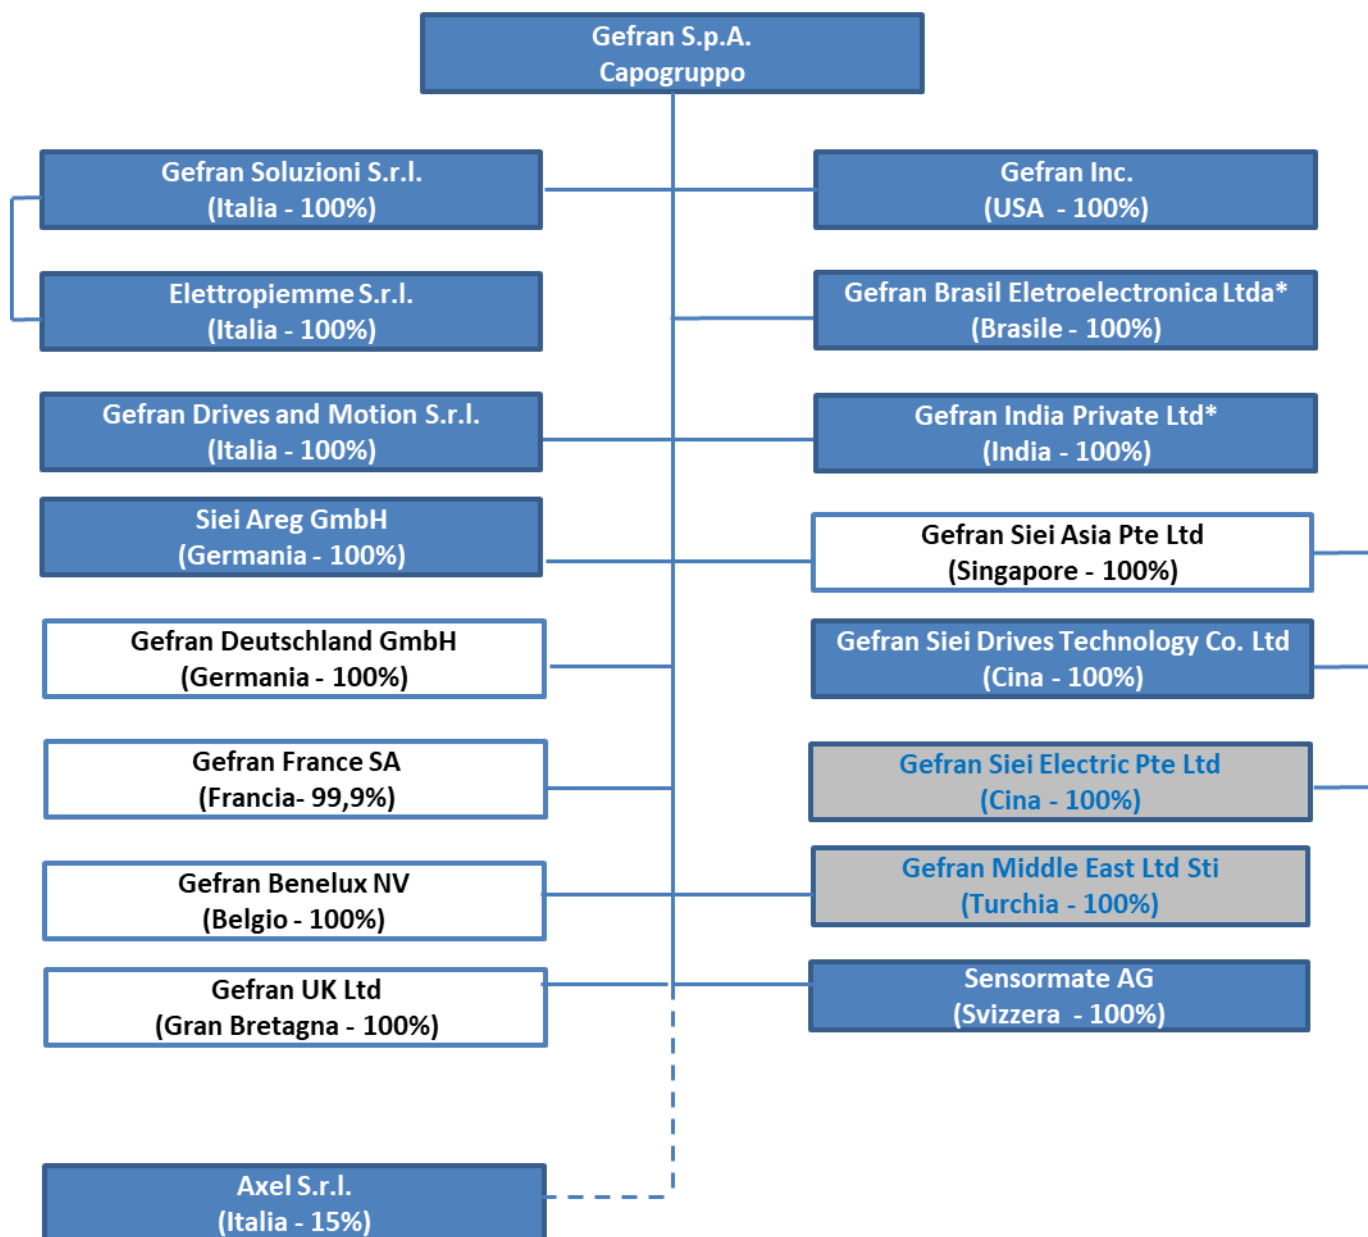 Gefran S.p.A.
Capogruppo
Gefran Soluzioni S.r.l.
(Italia - 100%)
Gefran Inc.
(USA - 100%)
Elettropiemme S.r.l.
(Italia - 100%)
Gefran Brasil Eletroelectronica Ltda*
(Brasile - 100%)
Gefran Drives and Motion S.r.l.
(Italia - 100%)
Gefran India Private Ltd*
(India - 100%)
Siei Areg GmbH
(Germania - 100%)
Gefran Siei Asia Pte Ltd
(Singapore - 100%)
Gefran Deutschland GmbH
(Germania - 100%)
Gefran Siei Drives Technology Co. Ltd
(Cina - 100%)
Gefran France SA
(Francia- 99,9%)
Gefran Siei Electric Pte Ltd
(Cina - 100%)
Gefran Benelux NV
(Belgio - 100%)
Gefran Middle East Ltd Sti
(Turchia - 100%)
Gefran UK Ltd
(Gran Bretagna - 100%)
Sensormate AG
(Svizzera - 100%)
Axel S.r.l.
(Italia - 15%)